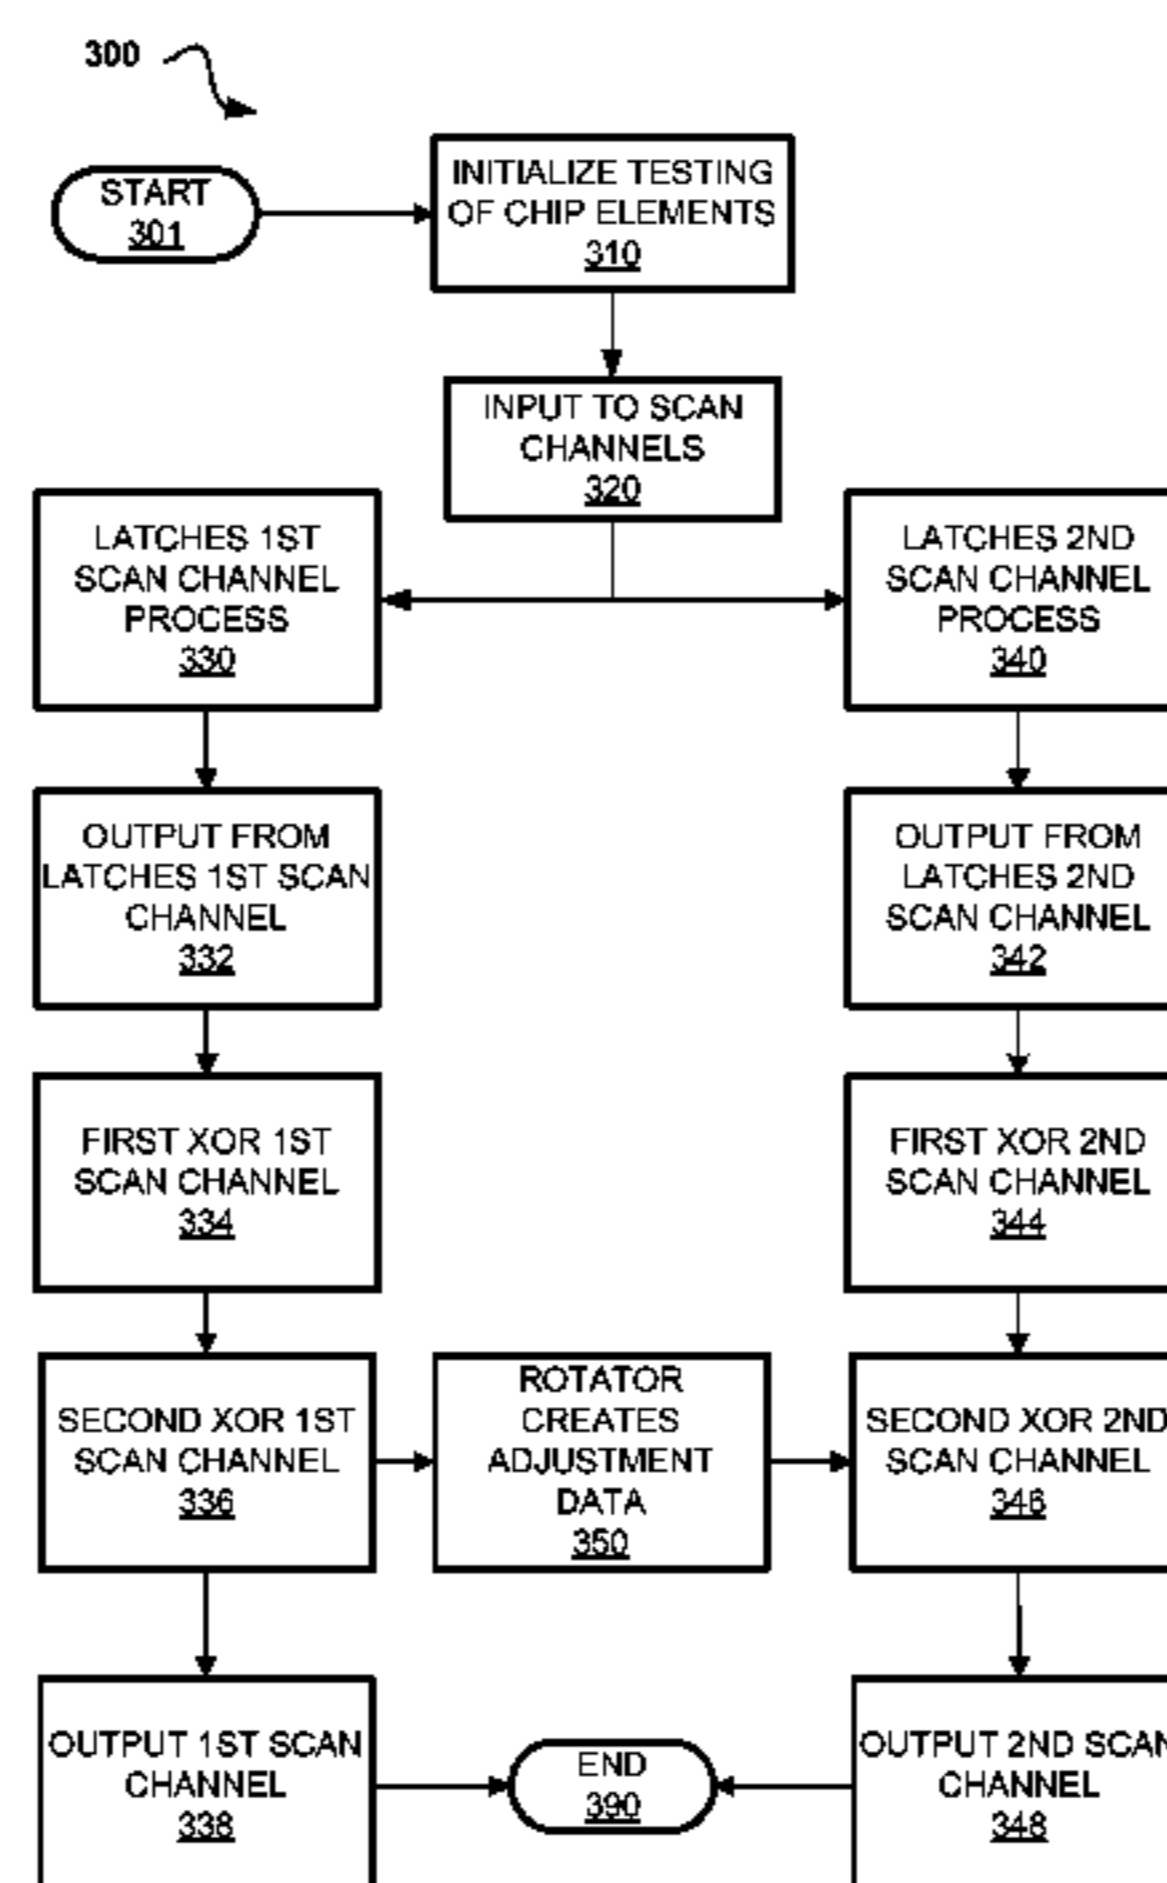 300
START
301
INITIALIZE TESTING
OF CHIP ELEMENTS
310
INPUT TO SCAN
CHANNELS
320
LATCHES 1ST
SCAN CHANNEL
PROCESS
330
LATCHES 2ND
SCAN CHANNEL
PROCESS
340
OUTPUT FROM
LATCHES 1ST SCAN
CHANNEL
332
OUTPUT FROM
LATCHES 2ND
SCAN CHANNEL
342
FIRST XOR 1ST
SCAN CHANNEL
334
FIRST XOR 2ND
SCAN CHANNEL
344
SECOND XOR 1ST
SCAN CHANNEL
336
ROTATOR
CREATES
ADJUSTMENT
DATA
350
SECOND XOR 2ND
SCAN CHANNEL
346
OUTPUT 1ST SCAN
CHANNEL
338
END
390
OUTPUT 2ND SCAN
CHANNEL
348